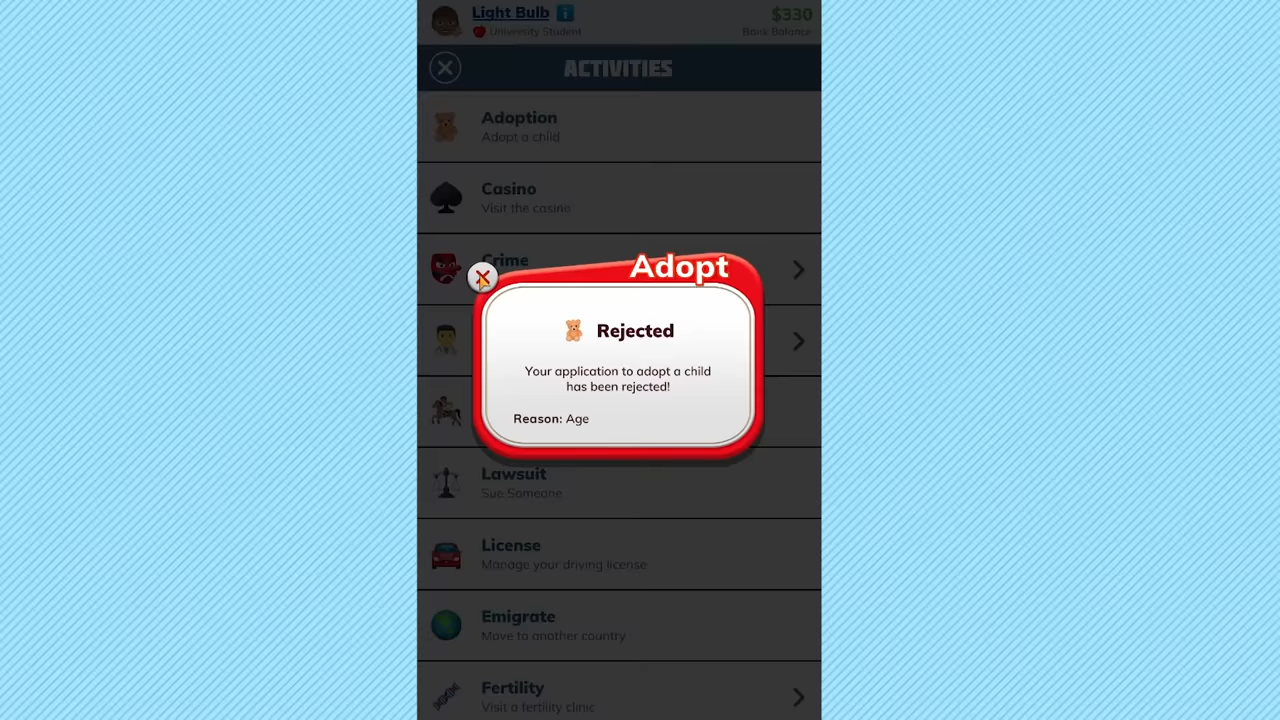 Light Bulb
$330
University Student
Bank Balance
ACTIVITIES
Adoption
Adopt a child
Casino
Visit the casino
Crime
Adopt
Rejected
Your application to adopt a child
has been rejected!
Reason: Age
Lawsuit
Sue Someone
License
Manage your driving license
Emigrate
Move to another country
Fertility
Visit a fertility clinic